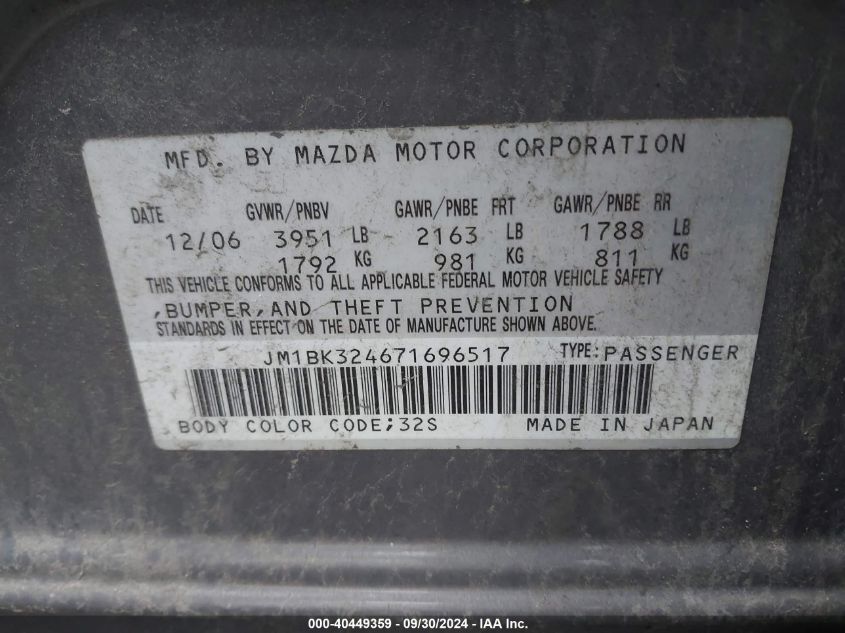 MFD. BY MAZDA MOTOR CORPORATION
DATE GVWR/PNBV GAWR/PNBE FRT GAWR/PNBE RR
12/06 3951 LB 2163 LB 1788 LB
1792 KG 981 KG 811 KG
THIS VEHICLE CONFORMS TO ALL APPLICABLE FEDERAL MOTOR VEHICLE SAFETY
,BUMPER,AND THEFT PREVENTION
STANDARDS IN EFFECT ON THE DATE OF MANUFACTURE SHOWN ABOVE.
JM1BK324671696517 TYPE:PASSENGER
BODY COLOR CODE;32S MADE IN JAPAN
000-40449359 - 09/30/2024 - IAA Inc.